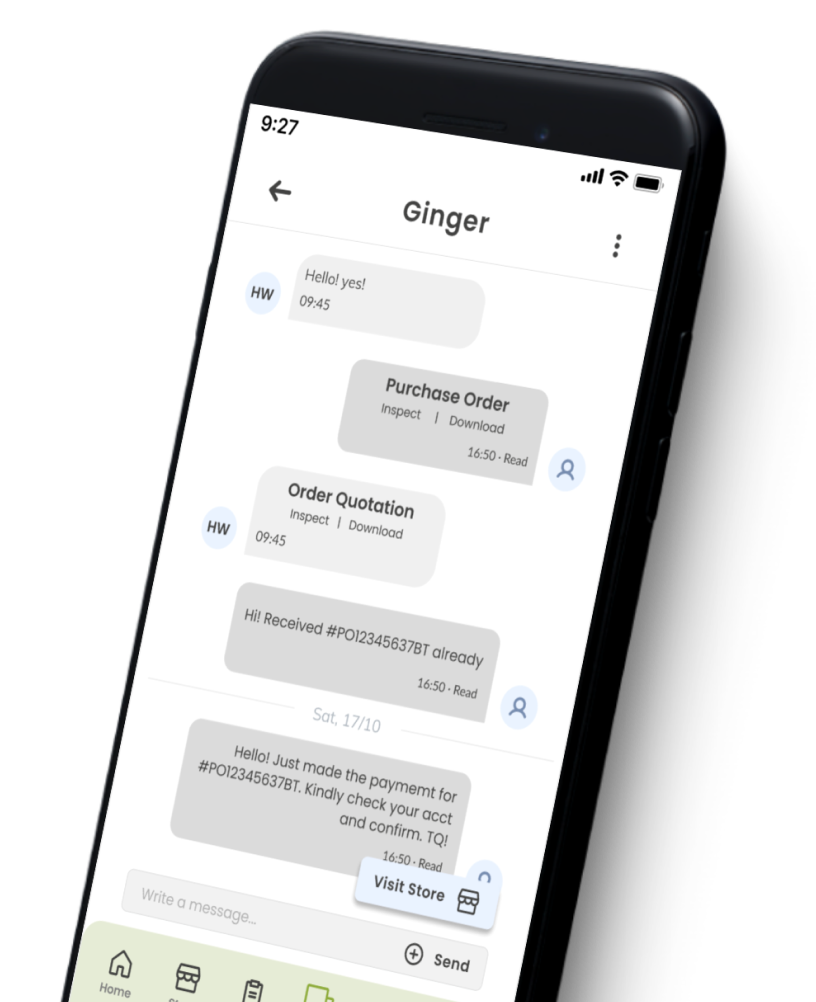 9:27
Ginger
Hello! yes!
HW
09:45
Purchase Order
Inspect | Download
16:50 · Read
Order Quotation
Inspect | Download
HW
09:45
Hi! Received #PO12345637BT already
16:50 · Read
Sat, 17/10
Hello! Just made the paymemt for
#PO12345637BT. Kindly check your acct
and confirm. TQ!
16:50 · Read
Visit Store
Write a message...
Send
Home